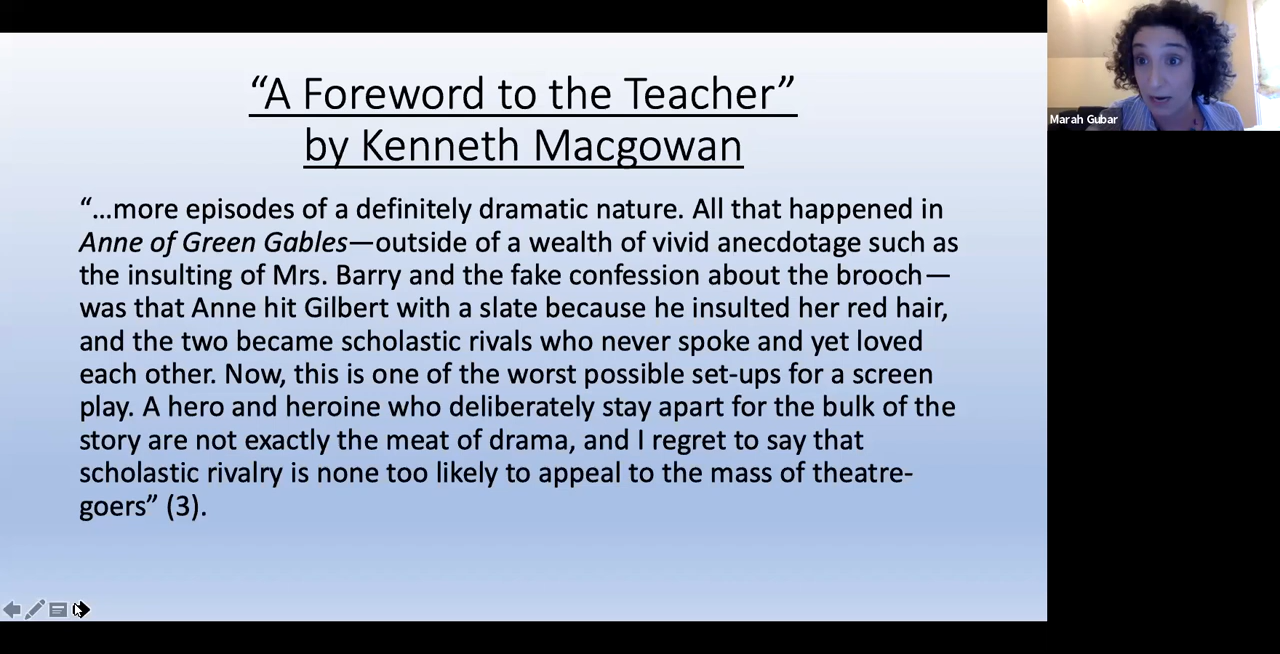 “A Foreword to the Teacher”
by Kenneth Macgowan
“...more episodes of a definitely dramatic nature. All that happened in
Anne of Green Gables—outside of a wealth of vivid anecdotage such as
the insulting of Mrs. Barry and the fake confession about the brooch—
was that Anne hit Gilbert with a slate because he insulted her red hair,
and the two became scholastic rivals who never spoke and yet loved
each other. Now, this is one of the worst possible set-ups for a screen
play. A hero and heroine who deliberately stay apart for the bulk of the
story are not exactly the meat of drama, and I regret to say that
scholastic rivalry is none too likely to appeal to the mass of theatre-
goers” (3).
Marah Gubar